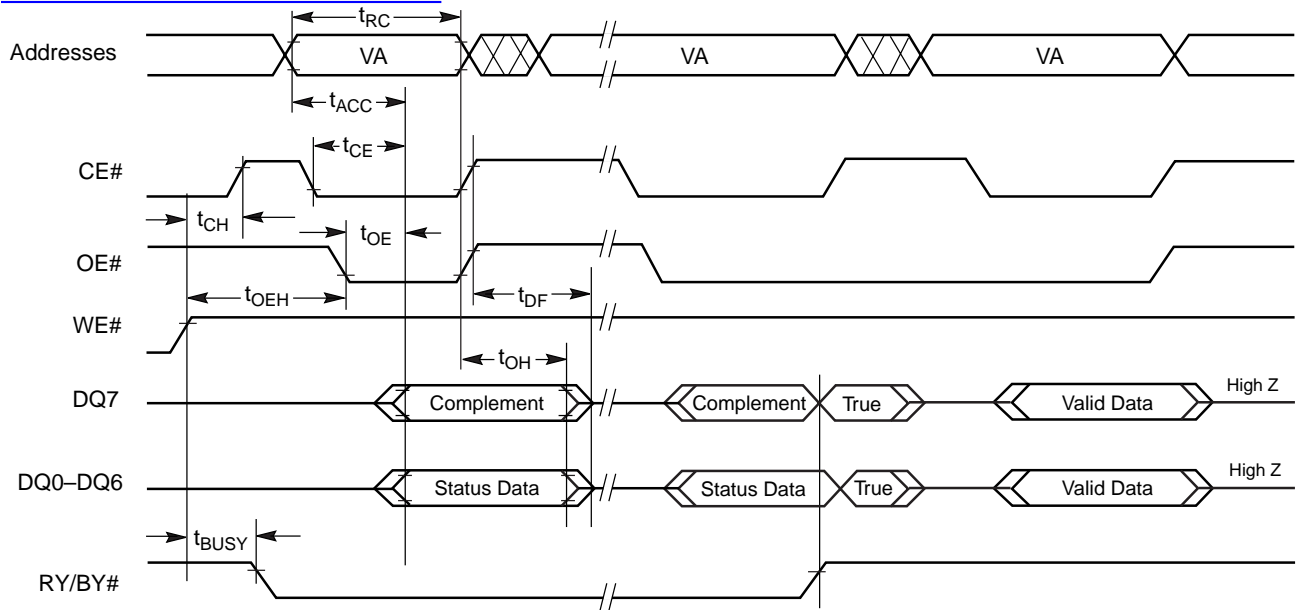 tRC
Addresses VA VA VA
tACC
tCE
CE#
tCH tOE
OE#
tOEH tDF
WE#
tOH
DQ7 Complement Complement True Valid Data High Z
DQ0–DQ6 Status Data Status Data True Valid Data High Z
tBUSY
RY/BY#